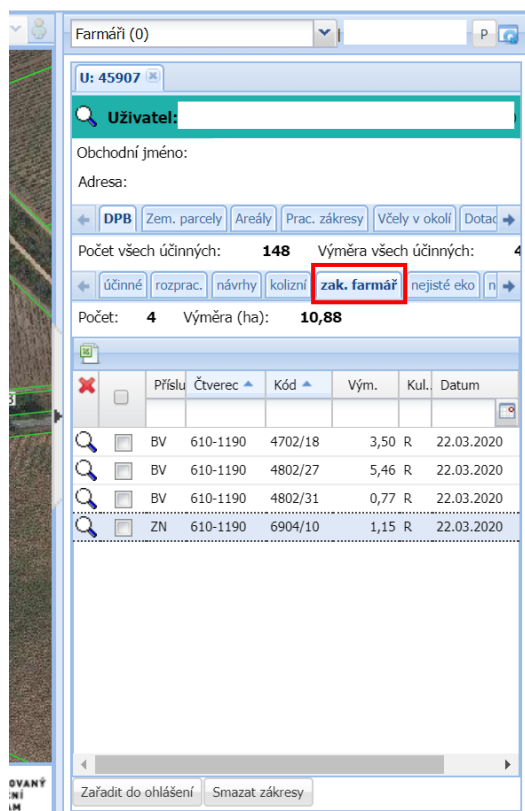 Farmáři (0)
P
U: 45907
Uživatel:
Obchodní jméno:
Adresa:
DPB Zem. parcely Areály Prac. zákresy Včely v okolí Dotac
Počet všech účinných: 148 Výměra všech účinných: 4
účinné rozprac. návrhy kolizní zak. farmář nejisté eko n
Počet: 4 Výměra (ha): 10,88
Příslu Čtverec Kód Vým. Kul.. Datum
BV 610-1190 4702/18 3,50 R 22.03.2020
BV 610-1190 4802/27 5,46 R 22.03.2020
BV 610-1190 4802/31 0,77 R 22.03.2020
ZN 610-1190 6904/10 1,15 R 22.03.2020
Zařadit do ohlášení Smazat zákresy
OVANÝ